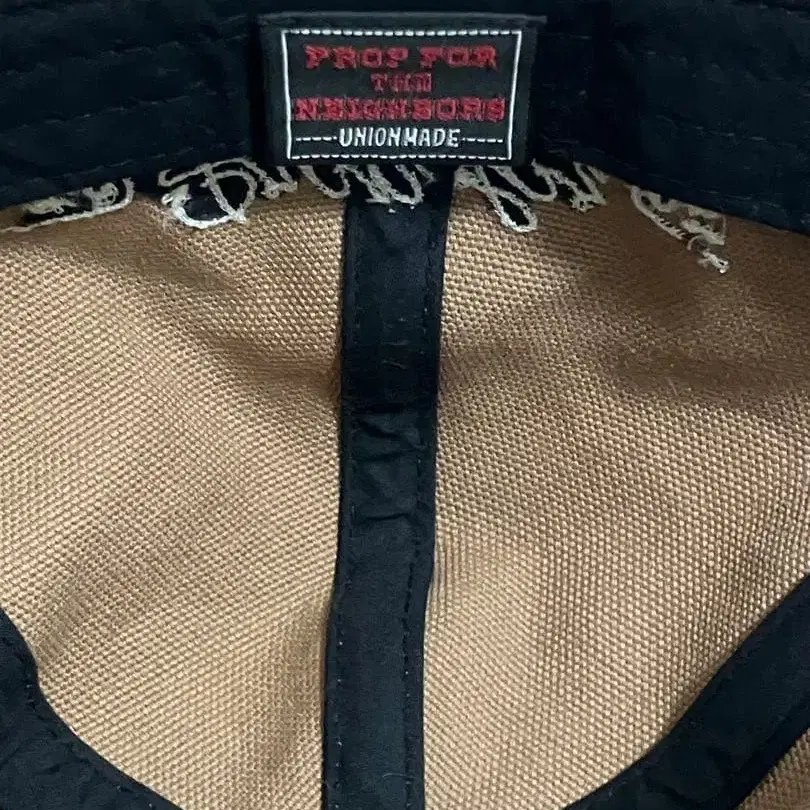 PROP FOR
THE
NEIGHBORS
UNIONMADE